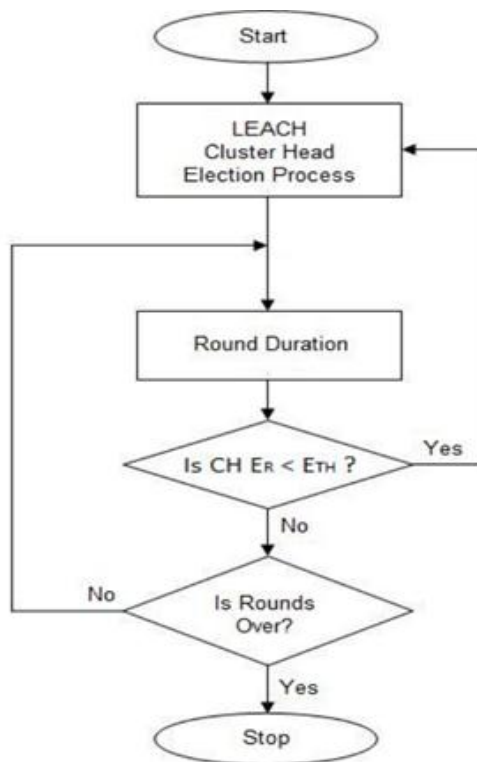 Start
LEACH
Cluster Head
Election Process
Round Duration
Is CH ER < ETH ?
Yes
No
No
Is Rounds
Over?
Yes
Stop